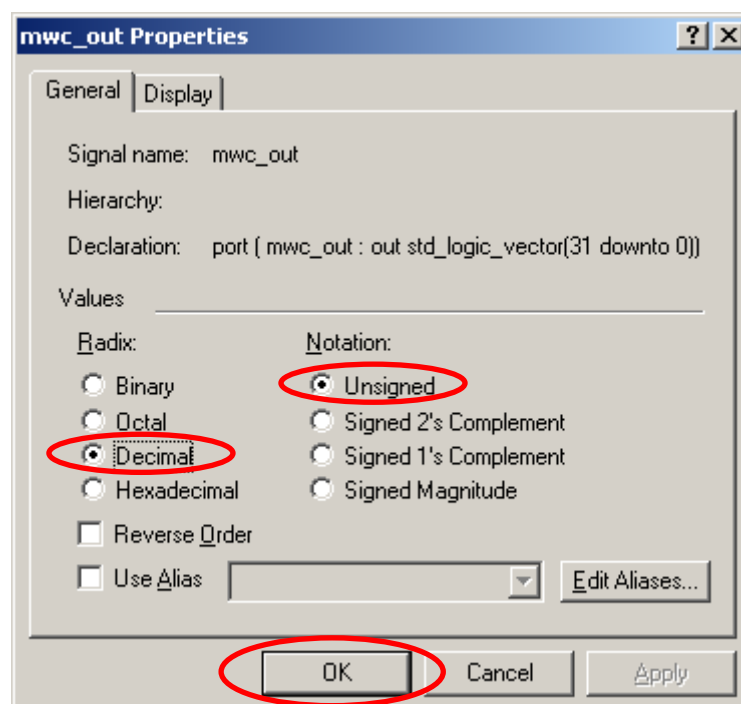 mwc_out Properties
General Display
Signal name: mwc_out
Hierarchy:
Declaration: port ( mwc_out : out std_logic_vector(31 downto 0))
Values
Radix: Notation:
Binary Unsigned
Octal Signed 2's Complement
Decimal Signed 1's Complement
Hexadecimal Signed Magnitude
Reverse Order
Use Alias Edit Aliases...
OK Cancel Apply